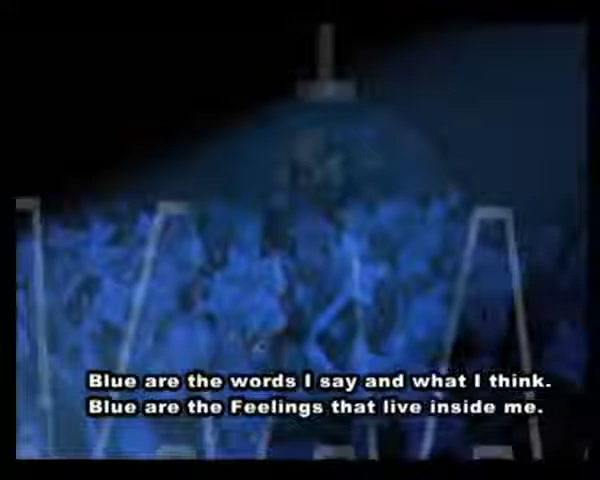 Blue are the words I say and what I think.
Blue are the Feelings that live inside me.